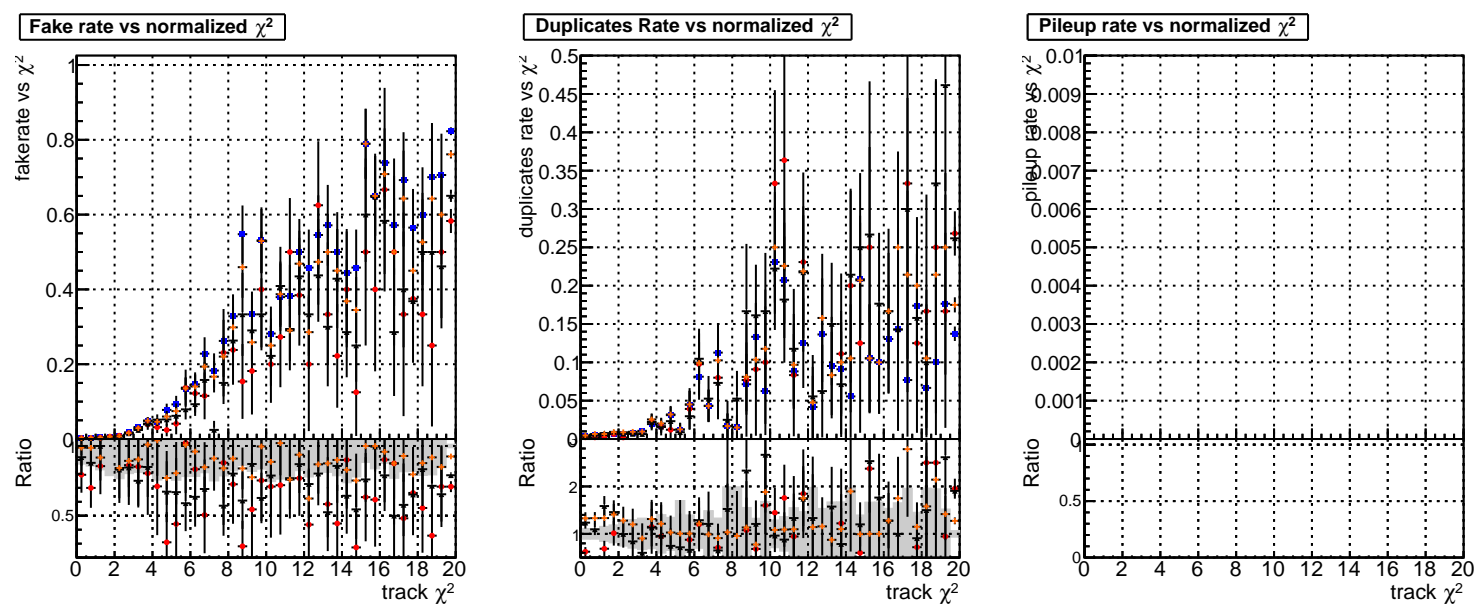 Fake rate vs normalized χ²
fakerate vs χ²
1
0.8
0.6
0.4
0.2
0
Ratio
0.5
0 2 4 6 8 10 12 14 16 18 20
track χ²
Duplicates Rate vs normalized χ²
duplicates rate vs χ²
0.5
0.45
0.4
0.35
0.3
0.25
0.2
0.15
0.1
0.05
0
Ratio
2
1
0 2 4 6 8 10 12 14 16 18 20
track χ²
Pileup rate vs normalized χ²
pileup rate vs χ²
0.01
0.009
0.008
0.007
0.006
0.005
0.004
0.003
0.002
0.001
0
Ratio
1
0.5
0
0 2 4 6 8 10 12 14 16 18 20
track χ²